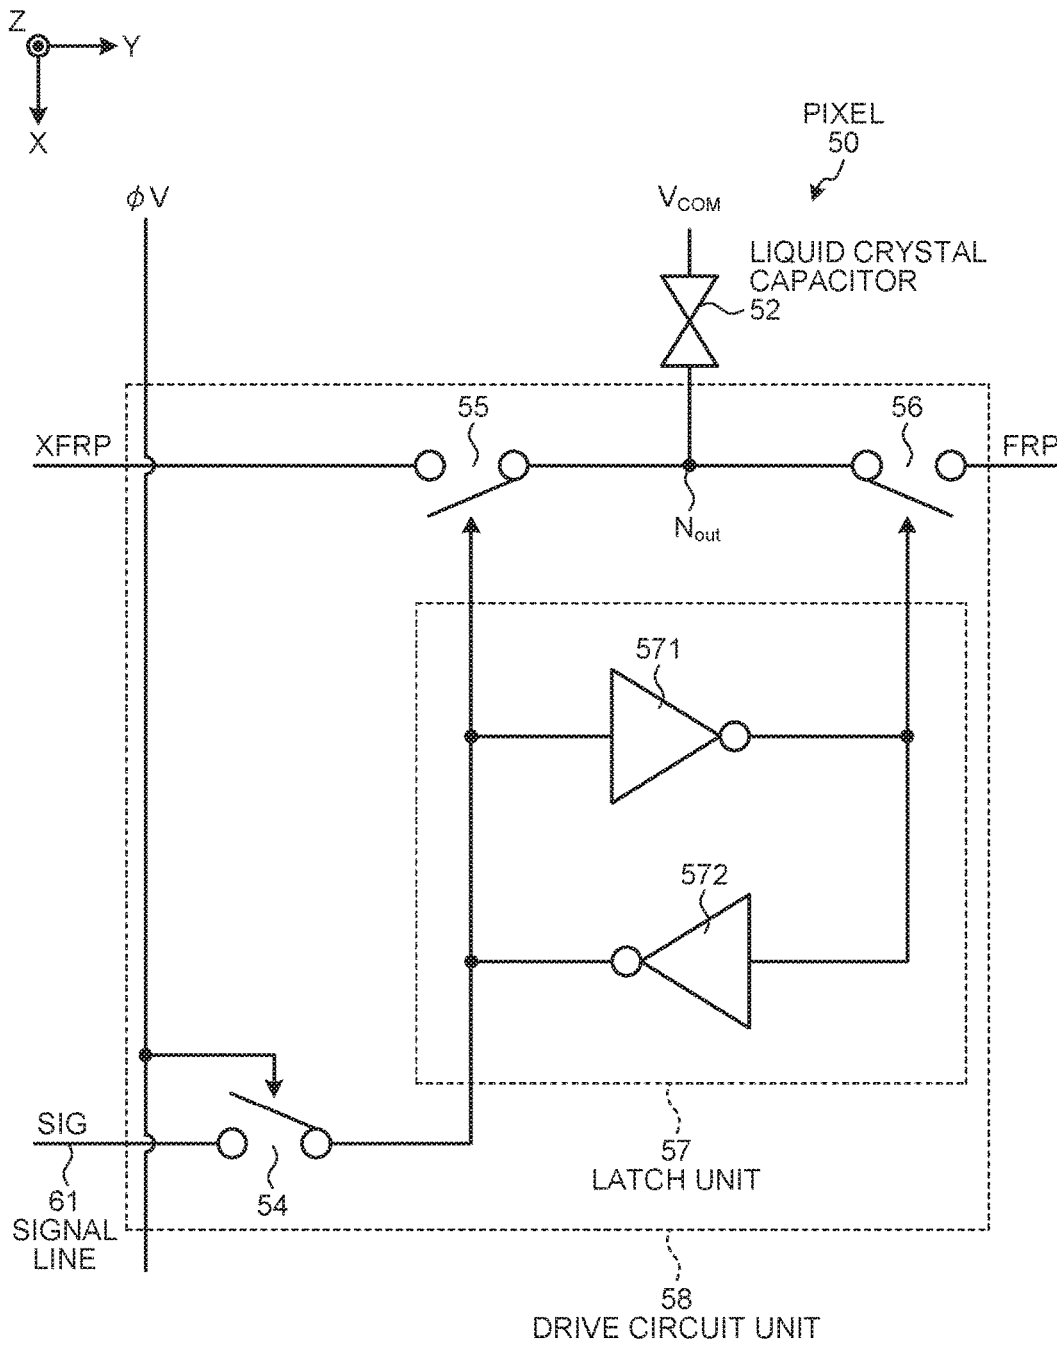 Z
Y
X
PIXEL
50
ϕV
VCOM
LIQUID CRYSTAL
CAPACITOR
52
55
56
XFRP
FRP
Nout
571
572
SIG
54
57
LATCH UNIT
61
SIGNAL
LINE
58
DRIVE CIRCUIT UNIT